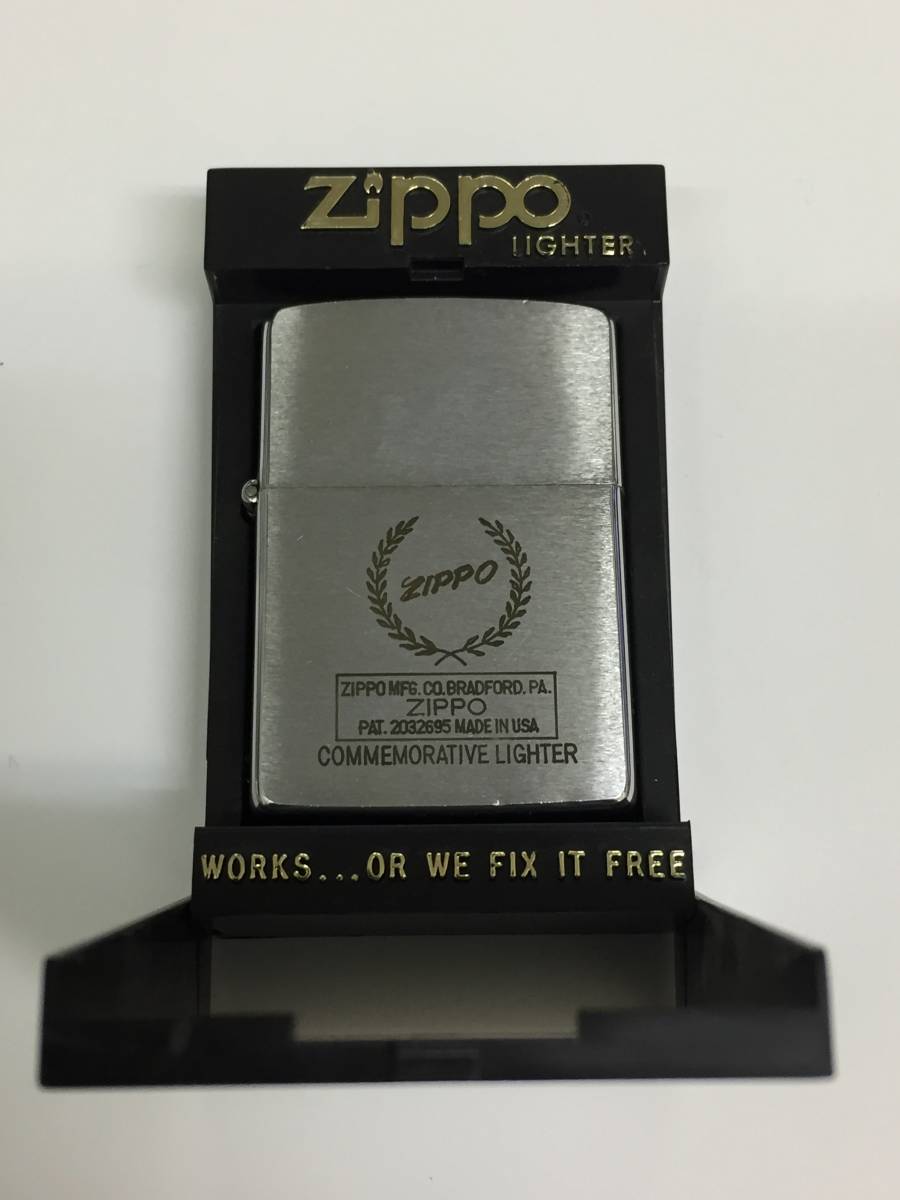 Zippo
LIGHTER
ZIPPO
ZIPPO MFG. CO. BRADFORD. PA.
ZIPPO
PAT. 2032695 MADE IN USA
COMMEMORATIVE LIGHTER
WORKS...OR WE FIX IT FREE